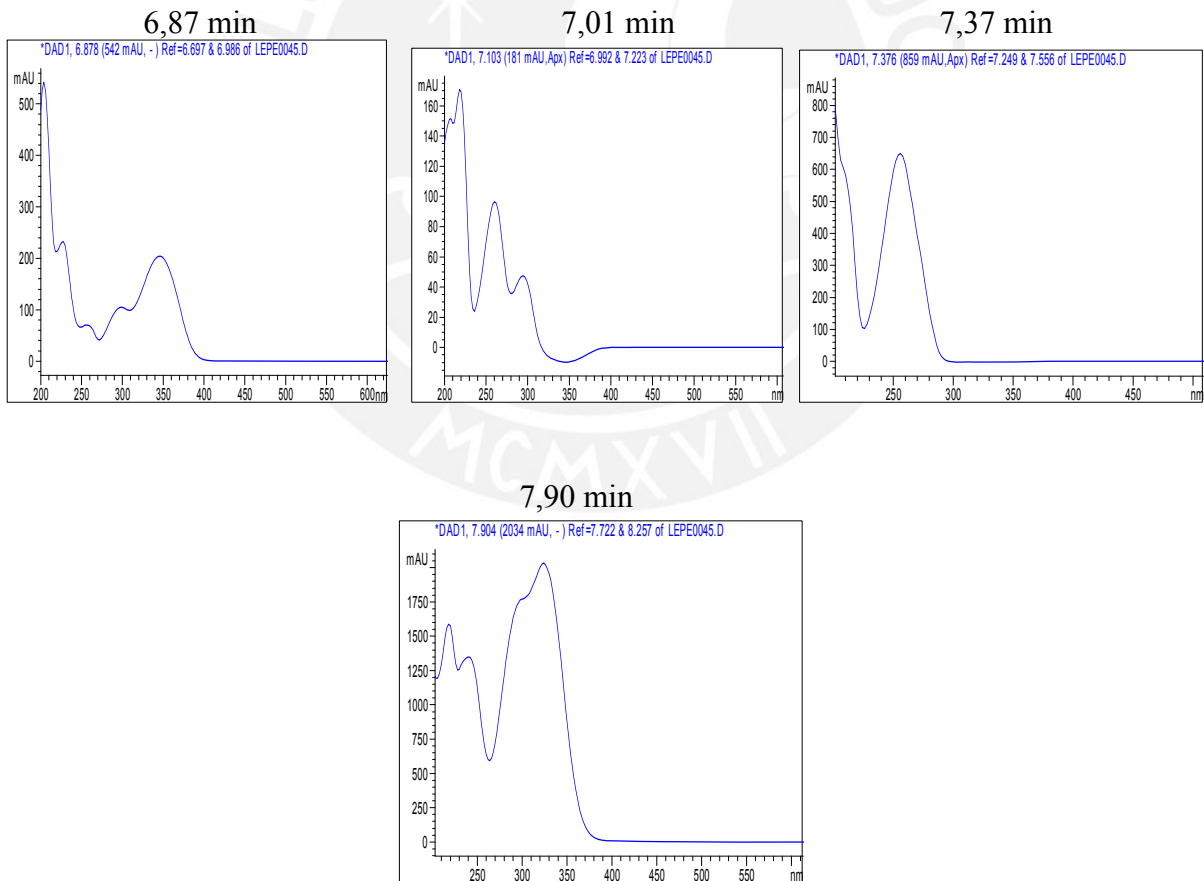 6,87 min
7,01 min
7,37 min
*DAD1, 6.878 (542 mAU, - ) Ref=6.697 & 6.986 of LEPE0045.D
mAU
500
400
300
200
100
0
200 250 300 350 400 450 500 550 600 nm
*DAD1, 7.103 (181 mAU,Apx) Ref=6.992 & 7.223 of LEPE0045.D
mAU
160
140
120
100
80
60
40
20
0
200 250 300 350 400 450 500 550 nm
*DAD1, 7.376 (859 mAU,Apx) Ref=7.249 & 7.556 of LEPE0045.D
mAU
800
700
600
500
400
300
200
100
0
250 300 350 400 450 nm
MCMXVII
7,90 min
*DAD1, 7.904 (2034 mAU, - ) Ref=7.722 & 8.257 of LEPE0045.D
mAU
1750
1500
1250
1000
750
500
250
0
250 300 350 400 450 500 550 nm